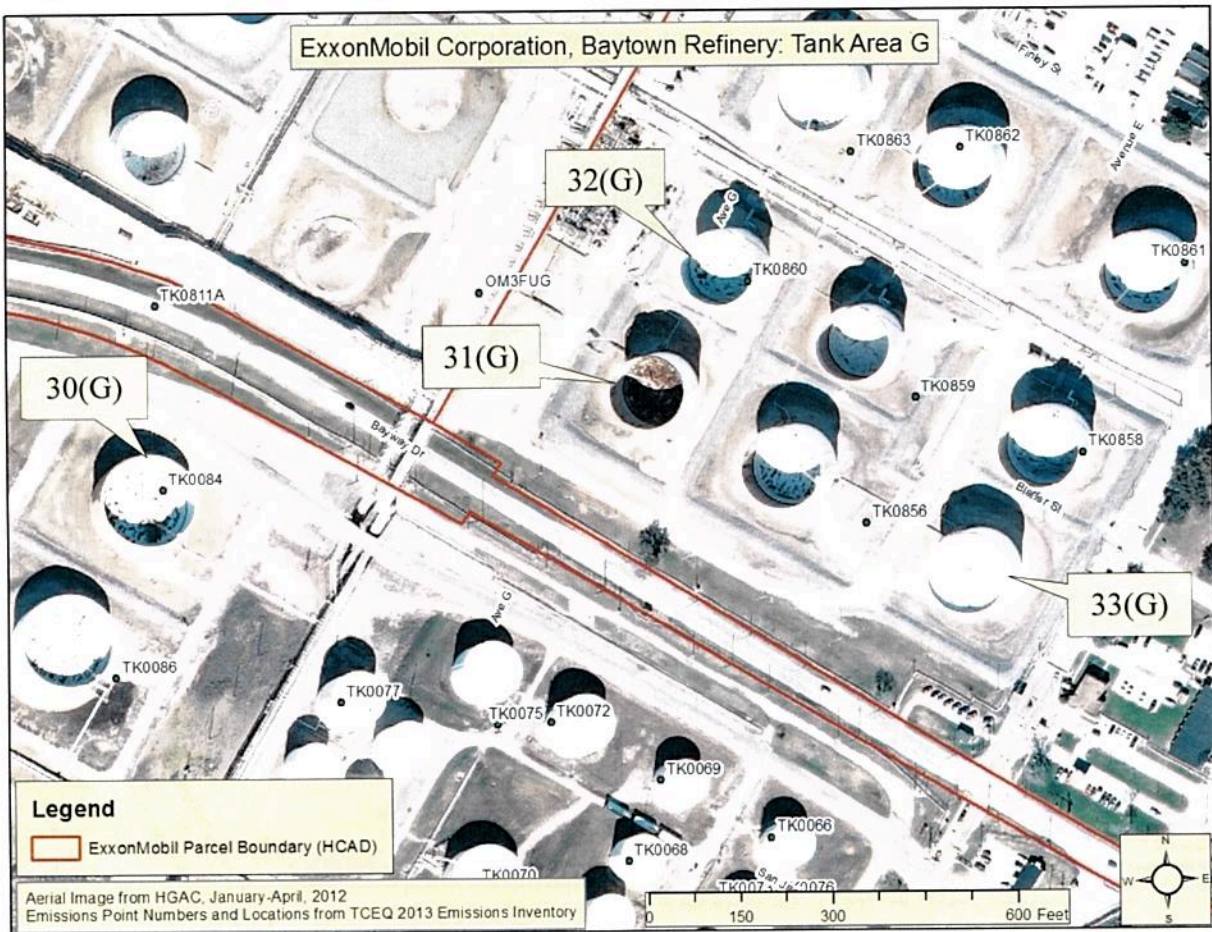 ExxonMobil Corporation, Baytown Refinery: Tank Area G
Finley St
Avenue E
TK0863
TK0862
32(G)
Ave G
TK0861
TK0860
OM3FUG
TK0811A
31(G)
30(G)
TK0859
Bayway Dr
TK0858
TK0084
Bleffer St
TK0856
33(G)
Ave G
TK0086
TK0077
TK0075
TK0072
TK0069
TK0066
TK0068
TK0070
San
TK0076
Legend
ExxonMobil Parcel Boundary (HCAD)
Aerial Image from HGAC, January-April, 2012
Emissions Point Numbers and Locations from TCEQ 2013 Emissions Inventory
0 150 300 600 Feet
N
W E
S